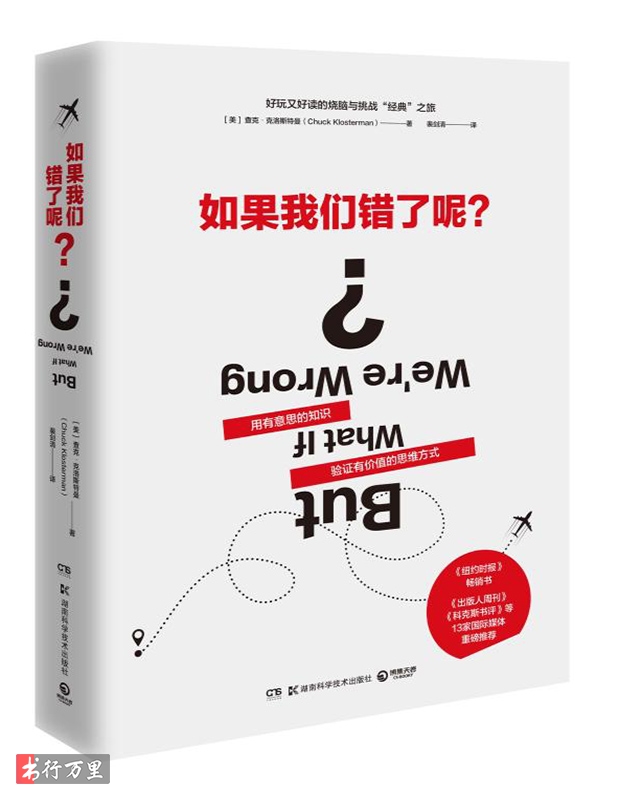 好玩又好读的烧脑与挑战“经典”之旅
[美] 查克·克洛斯特曼 (Chuck Klosterman) ——著 裴剑涛——译
如果我们错了呢?
But
What If
We're Wrong
?
用有意思的知识
验证有价值的思维方式
《纽约时报》
畅销书
《出版人周刊》
《科克斯书评》等
13家国际媒体
重磅推荐
湖南科学技术出版社
博集天卷
CS-BOOKY
如果我们
错了呢
?
?
We're Wrong
What If
But
[美] 查克·克洛斯特曼
(Chuck Klosterman) ——著
——译
湖南科学技术出版社
博集天卷
书行万里